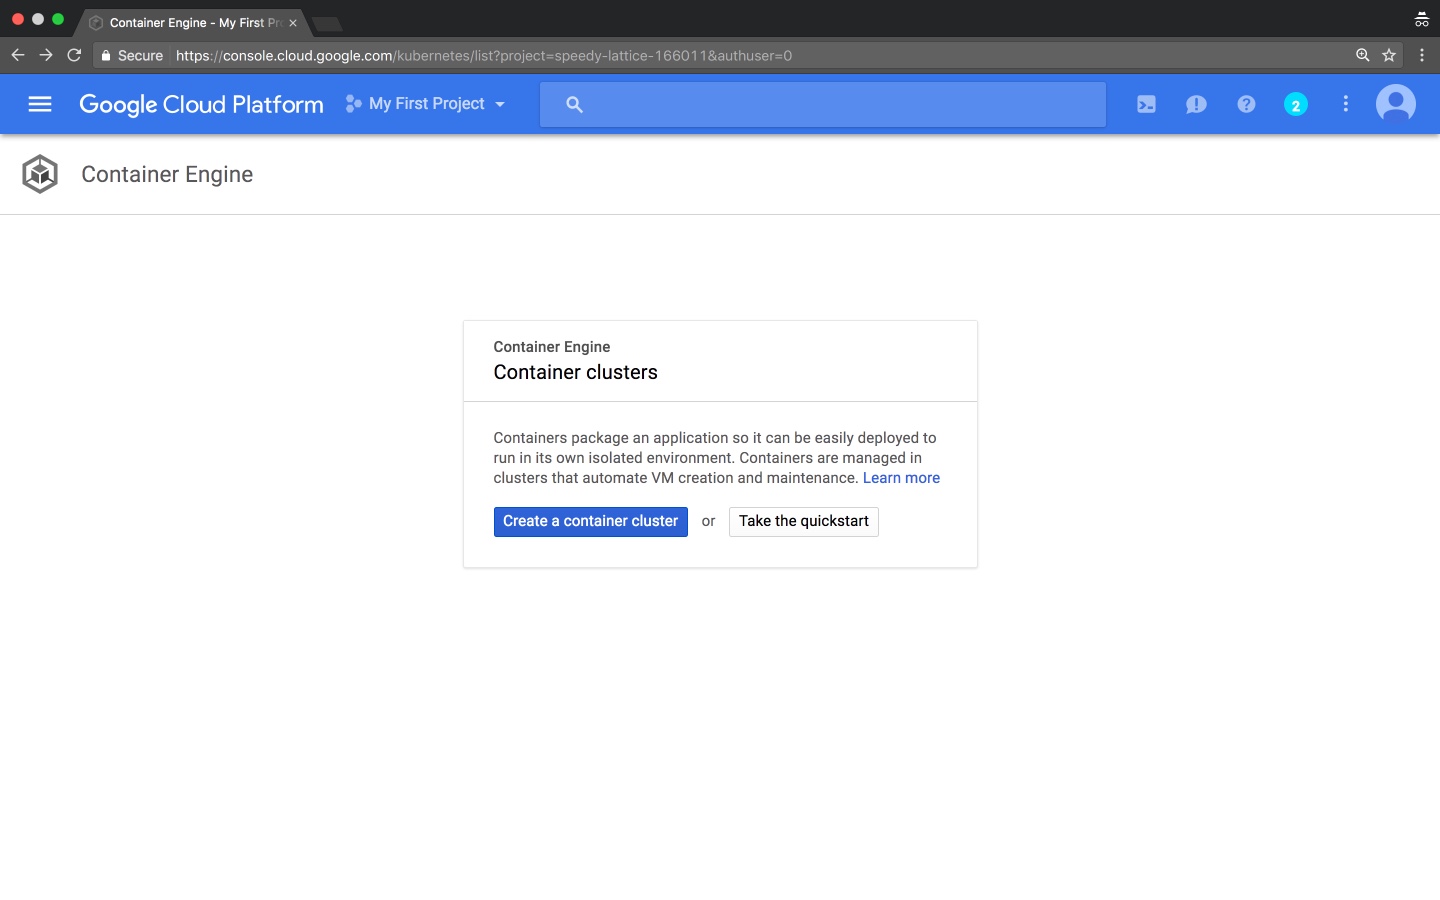 Container Engine - My First Pro
Secure https://console.cloud.google.com/kubernetes/list?project=speedy-lattice-166011&authuser=0
Google Cloud Platform My First Project 2
Container Engine
Container Engine
Container clusters
Containers package an application so it can be easily deployed to
run in its own isolated environment. Containers are managed in
clusters that automate VM creation and maintenance. Learn more
Create a container cluster or Take the quickstart